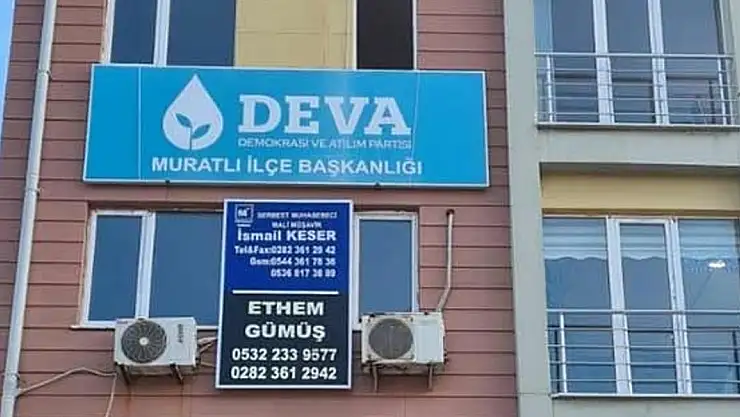 DEVA
DEMOKRASİ VE ATILIM PARTİSİ
MURATLI İLÇE BAŞKANLIĞI
SERBEST MUHASEBECİ
MALİ MÜŞAVİR
İsmail KESER
Tel&Fax:0282 361 29 42
Gsm:0544 361 78 36
0536 817 36 89
ETHEM
GÜMÜŞ
0532 233 9577
0282 361 2942